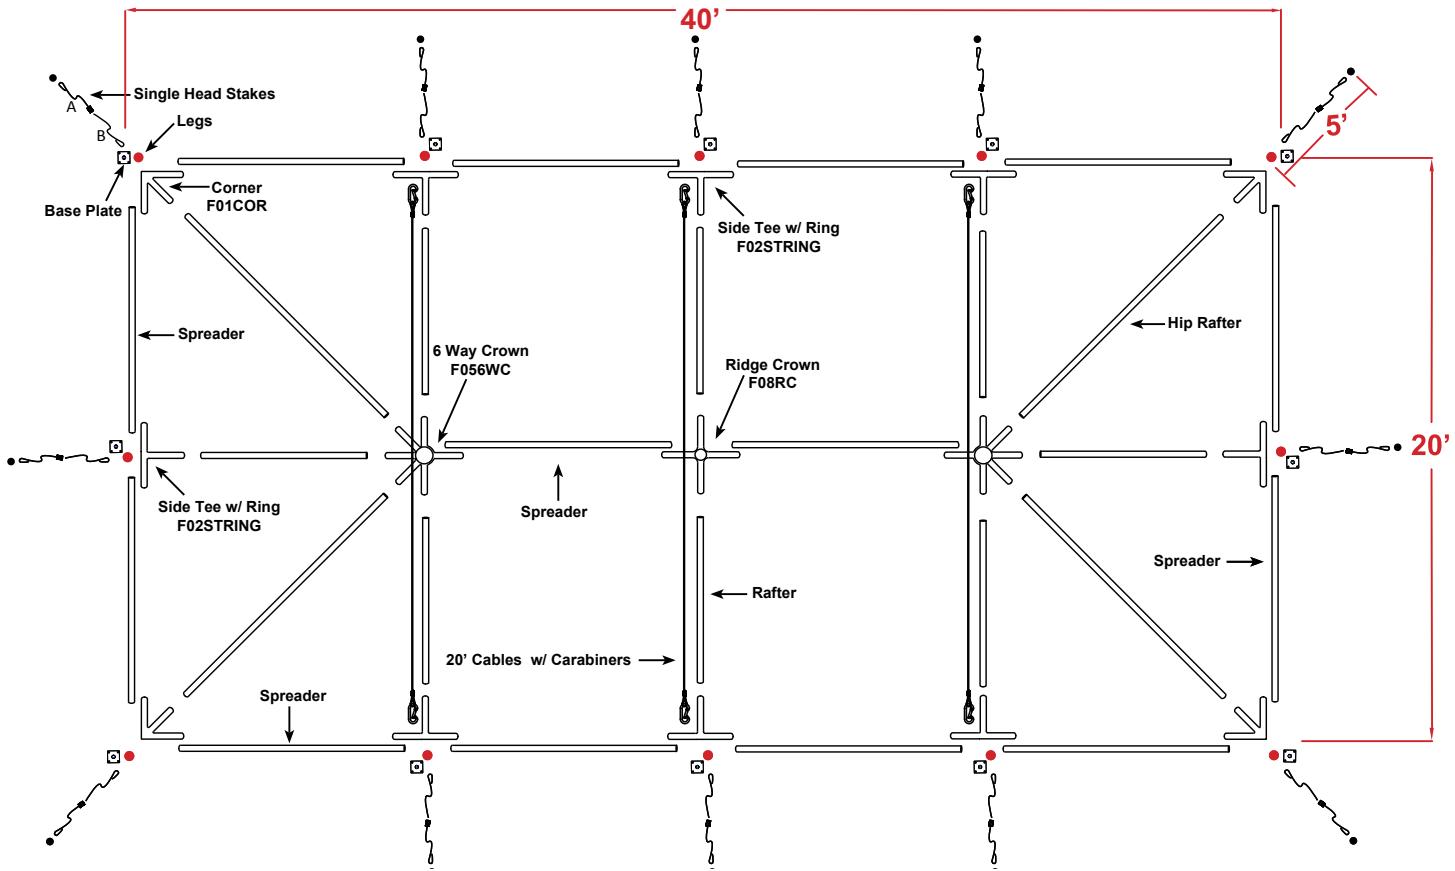 40’
Single Head Stakes
A
B
Legs
5’
Corner
F01COR
Base Plate
Side Tee w/ Ring
F02STRING
Spreader
Hip Rafter
6 Way Crown
F056WC
Ridge Crown
F08RC
20’
Side Tee w/ Ring
F02STRING
Spreader
Spreader
Rafter
20’ Cables w/ Carabiners
Spreader